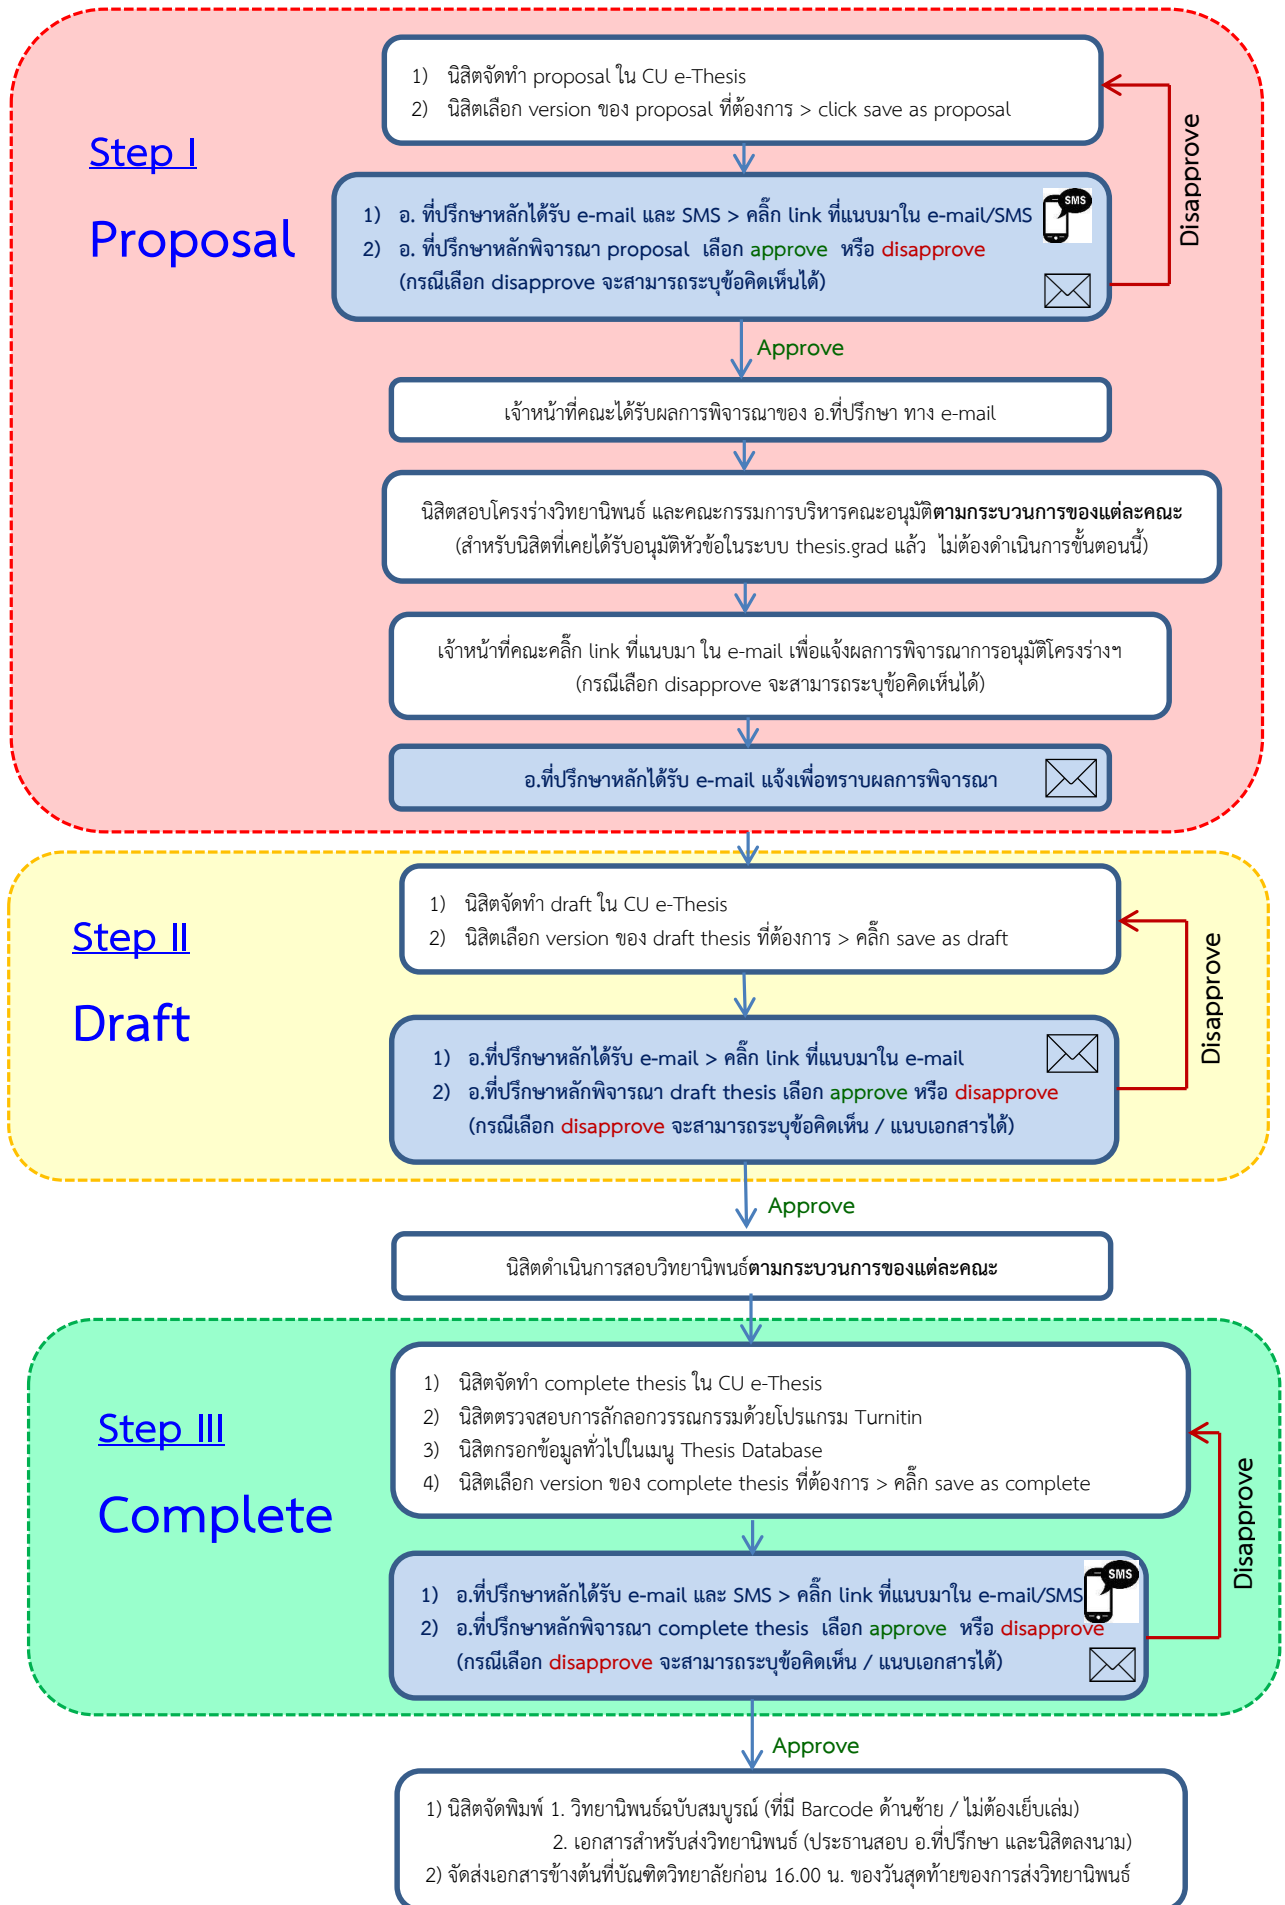 1) นิสิตจัดทำ proposal ใน CU e-Thesis
2) นิสิตเลือก version ของ proposal ที่ต้องการ > click save as proposal
Disapprove
Step I
Proposal
1) อ. ที่ปรึกษาหลักได้รับ e-mail และ SMS > คลิ๊ก link ที่แนบมาใน e-mail/SMS
SMS
2) อ. ที่ปรึกษาหลักพิจารณา proposal เลือก approve หรือ disapprove
(กรณีเลือก disapprove จะสามารถระบุข้อคิดเห็นได้)
Approve
เจ้าหน้าที่คณะได้รับผลการพิจารณาของ อ.ที่ปรึกษา ทาง e-mail
นิสิตสอบโครงร่างวิทยานิพนธ์ และคณะกรรมการบริหารคณะอนุมัติตามกระบวนการของแต่ละคณะ
(สำหรับนิสิตที่เคยได้รับอนุมัติหัวข้อในระบบ thesis.grad แล้ว ไม่ต้องดำเนินการขั้นตอนนี้)
เจ้าหน้าที่คณะคลิ๊ก link ที่แนบมา ใน e-mail เพื่อแจ้งผลการพิจารณาการอนุมัติโครงร่างฯ
(กรณีเลือก disapprove จะสามารถระบุข้อคิดเห็นได้)
อ.ที่ปรึกษาหลักได้รับ e-mail แจ้งเพื่อทราบผลการพิจารณา
1) นิสิตจัดทำ draft ใน CU e-Thesis
2) นิสิตเลือก version ของ draft thesis ที่ต้องการ > คลิ๊ก save as draft
Disapprove
Step II
Draft
1) อ.ที่ปรึกษาหลักได้รับ e-mail > คลิ๊ก link ที่แนบมาใน e-mail
2) อ.ที่ปรึกษาหลักพิจารณา draft thesis เลือก approve หรือ disapprove
(กรณีเลือก disapprove จะสามารถระบุข้อคิดเห็น / แนบเอกสารได้)
Approve
นิสิตดำเนินการสอบวิทยานิพนธ์ตามกระบวนการของแต่ละคณะ
1) นิสิตจัดทำ complete thesis ใน CU e-Thesis
2) นิสิตตรวจสอบการลักลอกวรรณกรรมด้วยโปรแกรม Turnitin
3) นิสิตกรอกข้อมูลทั่วไปในเมนู Thesis Database
4) นิสิตเลือก version ของ complete thesis ที่ต้องการ > คลิ๊ก save as complete
Disapprove
Step III
Complete
1) อ.ที่ปรึกษาหลักได้รับ e-mail และ SMS > คลิ๊ก link ที่แนบมาใน e-mail/SMS
SMS
2) อ.ที่ปรึกษาหลักพิจารณา complete thesis เลือก approve หรือ disapprove
(กรณีเลือก disapprove จะสามารถระบุข้อคิดเห็น / แนบเอกสารได้)
Approve
1) นิสิตจัดพิมพ์ 1. วิทยานิพนธ์ฉบับสมบูรณ์ (ที่มี Barcode ด้านซ้าย / ไม่ต้องเย็บเล่ม)
2. เอกสารสำหรับส่งวิทยานิพนธ์ (ประธานสอบ อ.ที่ปรึกษา และนิสิตลงนาม)
2) จัดส่งเอกสารข้างต้นที่บัณฑิตวิทยาลัยก่อน 16.00 น. ของวันสุดท้ายของการส่งวิทยานิพนธ์